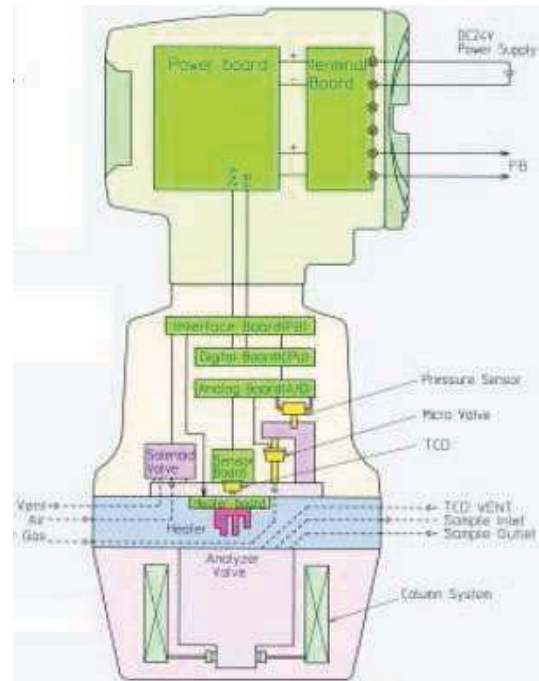 DC24V
Power Supply
Power board
Terminal
Board
+
-
+
-
FB
Interface Board(FB)
Digital Board(CPU)
Analog Board(A/D)
Pressure Sensor
Micro Valve
TCD
Solenoid
Valve
Sensor
Board
Vent
Air
Gas
Heater
TCD VENT
Sample Inlet
Sample Outlet
Analyzer
Valve
Column System